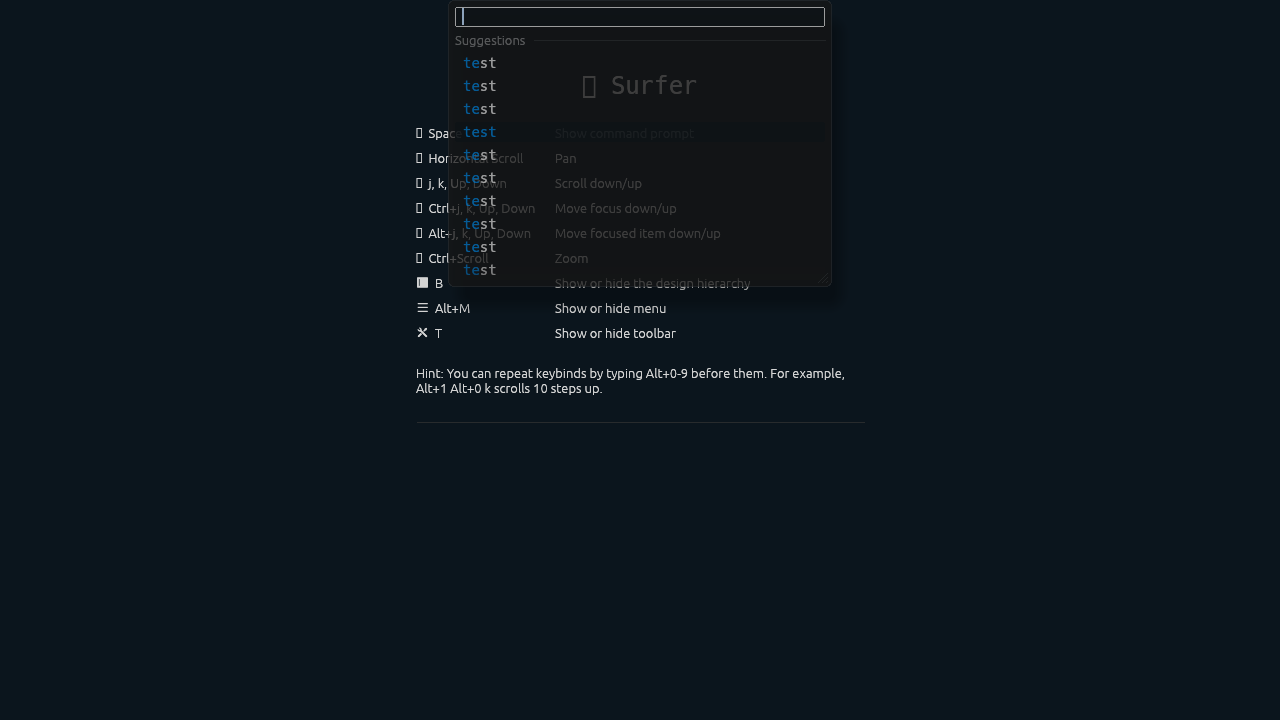 Suggestions
test
test
Surfer
test
test
Space Show command prompt
test
Horizontal Scroll Pan
test
j, k, Up, Down Scroll down/up
test
Ctrl+j, k, Up, Down Move focus down/up
test
Alt+j, k, Up, Down Move focused item down/up
test
Ctrl+Scroll Zoom
test
B Show or hide the design hierarchy
Alt+M Show or hide menu
T Show or hide toolbar
Hint: You can repeat keybinds by typing Alt+0-9 before them. For example,
Alt+1 Alt+0 k scrolls 10 steps up.